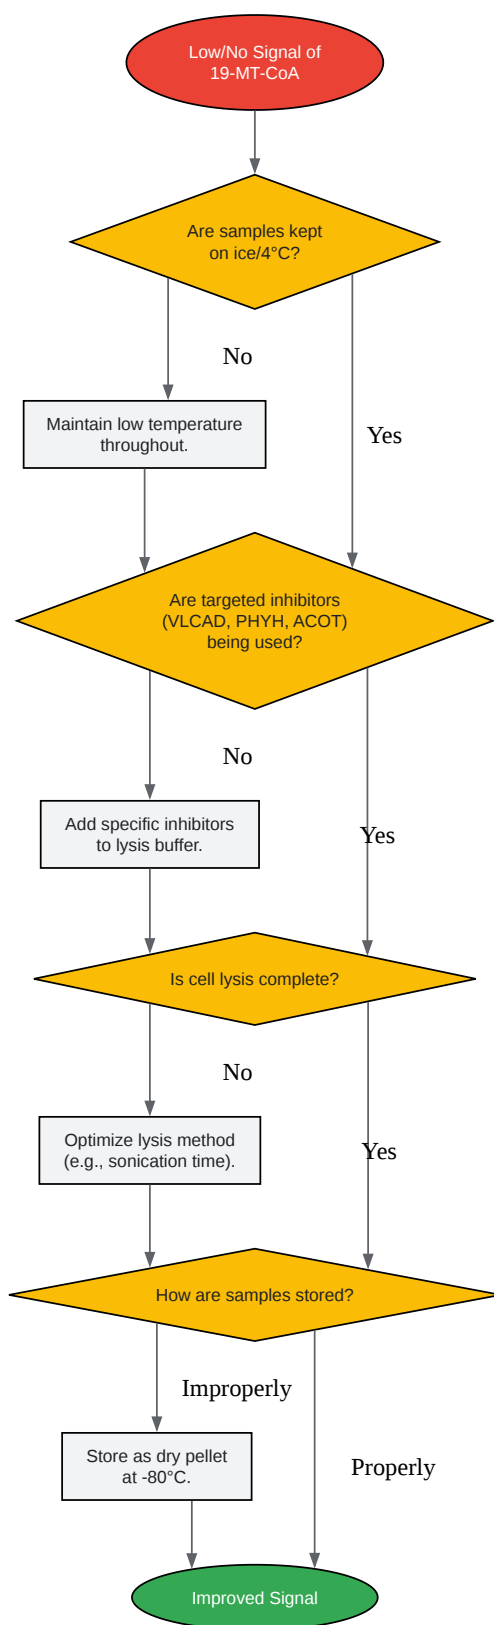 Low/No Signal of
19-MT-CoA
Are samples kept
on ice/4°C?
No
Yes
Maintain low temperature
throughout.
Are targeted inhibitors
(VLCAD, PHYH, ACOT)
being used?
No
Yes
Add specific inhibitors
to lysis buffer.
Is cell lysis complete?
No
Yes
Optimize lysis method
(e.g., sonication time).
How are samples stored?
Improperly
Properly
Store as dry pellet
at -80°C.
Improved Signal